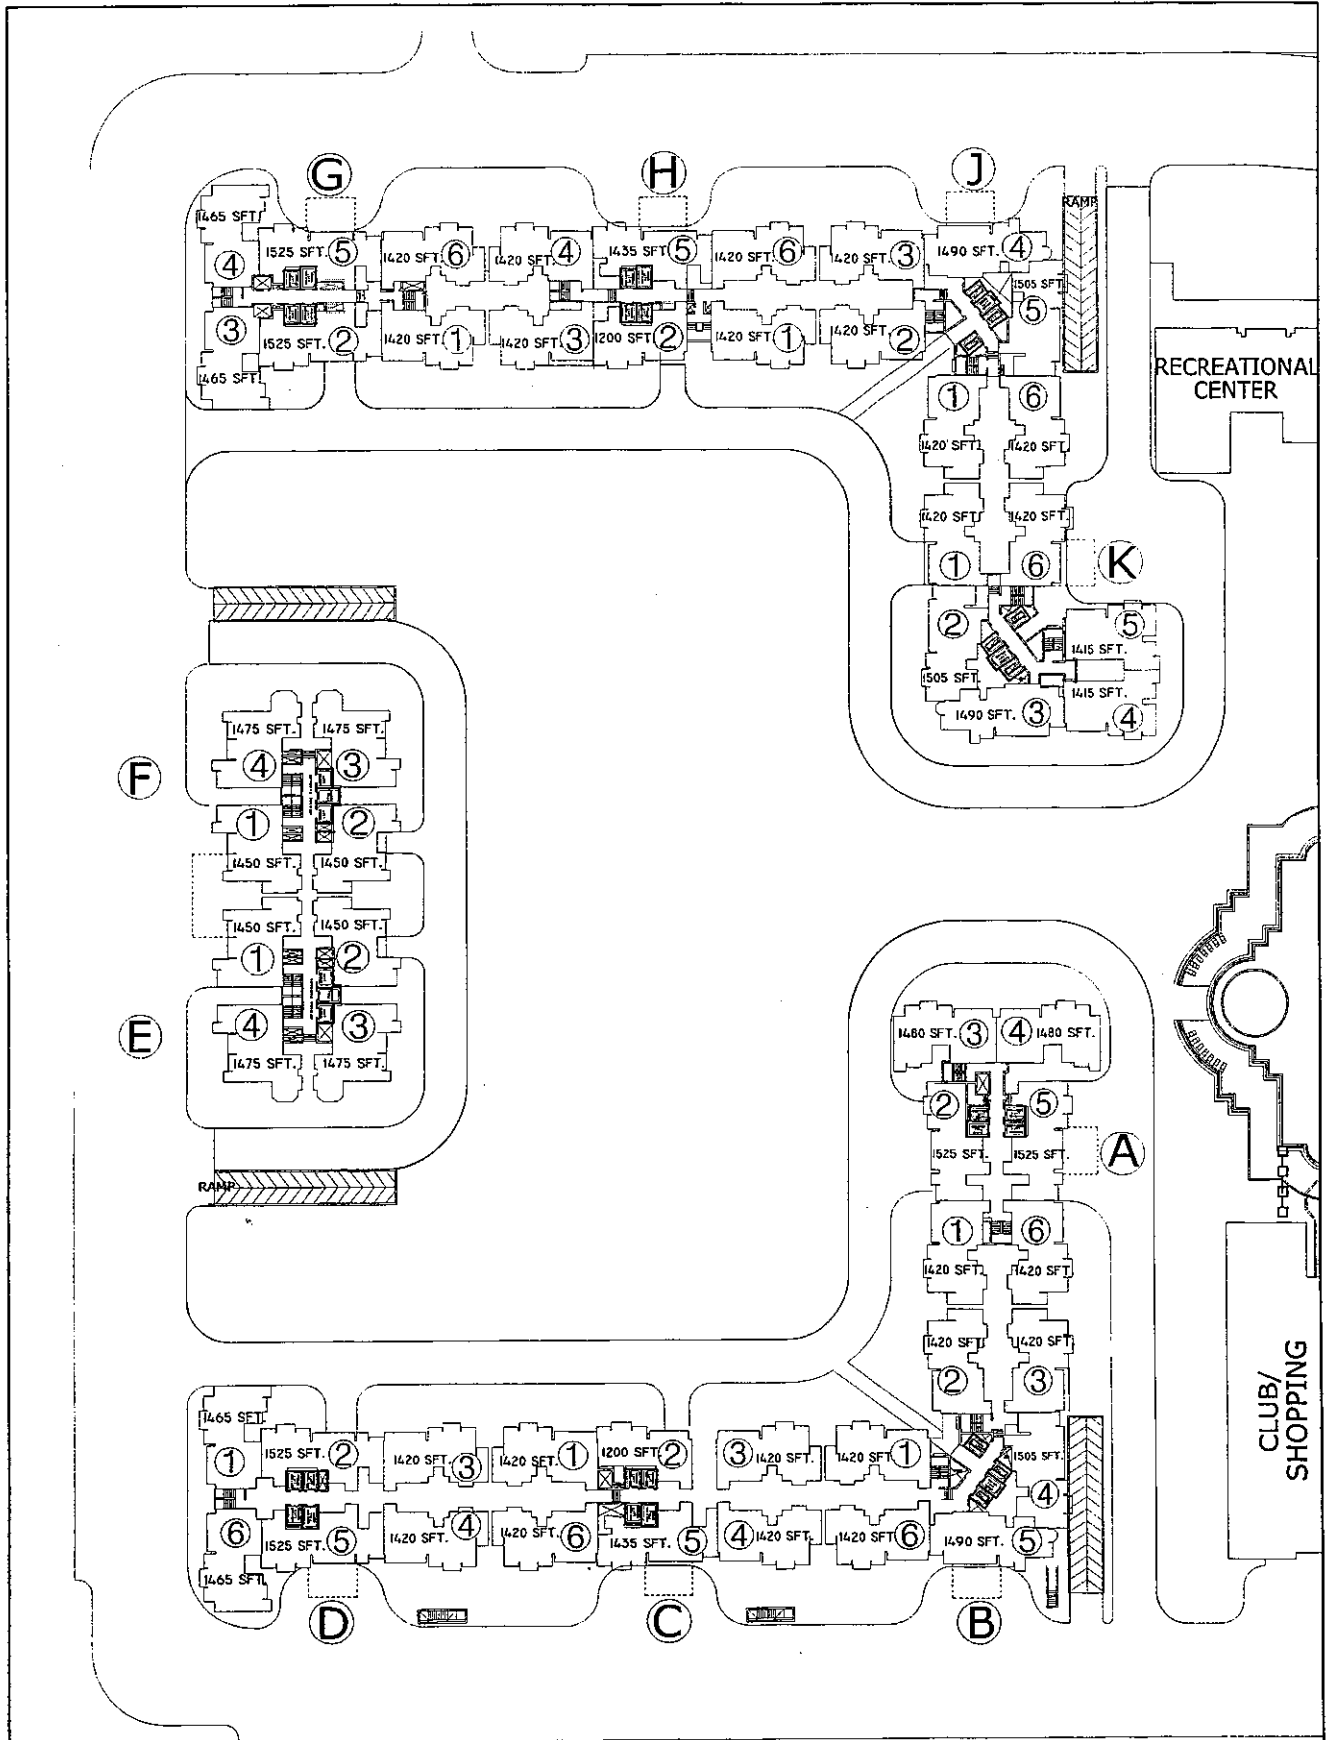 G
H
J
RAMP
1465 SFT.
1525 SFT.
5
6
1420 SFT.
4
1420 SFT.
1435 SFT.
5
6
1420 SFT.
3
1420 SFT.
1490 SFT.
4
4
1505 SFT
5
3
1525 SFT.
2
1420 SFT.
1
1420 SFT.
3
1200 SFT.
2
1420 SFT.
1
1420 SFT.
2
1465 SFT
RECREATIONAL
CENTER
1
6
1420 SFT.
1420 SFT.
1420 SFT
1420 SFT.
1
6
K
2
5
1415 SFT.
1505 SFT.
1415 SFT.
1490 SFT.
3
4
1475 SFT.
1475 SFT.
F
4
3
1
2
1450 SFT.
1450 SFT.
1450 SFT.
1450 SFT.
1
2
E
4
3
1475 SFT.
1475 SFT.
1480 SFT.
3
4
1480 SFT.
2
5
A
1525 SFT.
1525 SFT.
RAMP
1
6
1420 SFT.
1420 SFT.
1420 SFT
1420 SFT.
2
3
CLUB/
SHOPPING
1465 SFT.
1
1525 SFT.
2
1420 SFT.
3
1420 SFT.
1
1200 SFT.
2
3
1420 SFT.
1420 SFT.
1
1505 SFT.
4
6
1525 SFT.
5
1420 SFT.
4
1420 SFT.
6
1435 SFT.
5
4
1420 SFT.
1420 SFT.
6
1490 SFT.
5
1465 SFT
D
C
B